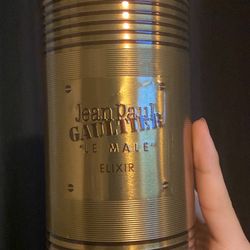 Jean Paul
GAULTIER
"LE MALE"
ELIXIR